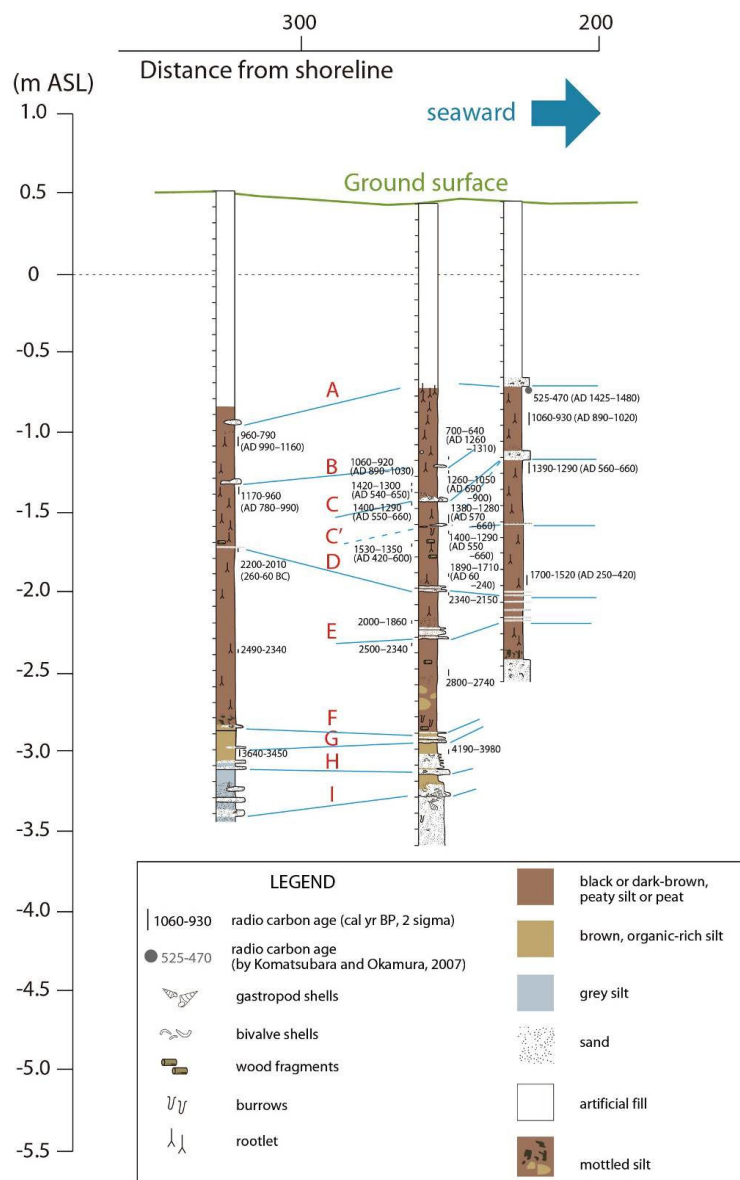 300
200
Distance from shoreline
(m ASL)
1.0
seaward
Ground surface
0.5
0
-0.5
-1.0
-1.5
-2.0
-2.5
-3.0
-3.5
-4.0
-4.5
-5.0
-5.5
A
B
C
C'
D
E
F
G
H
I
960-790
(AD 990-1160)
1170-960
(AD 780-990)
2200-2010
(260-60 BC)
2490-2340
3640-3450
700-640
(AD 1260
-1310)
1060-920
(AD 890-1030)
1420-1300
(AD 540-650)
1260-1050
(AD 690
-900)
1400-1290
(AD 550-660)
1380-1280
(AD 570
-660)
1400-1290
(AD 550
-660)
1530-1350
(AD 420-600)
1890-1710
(AD 60
-240)
2340-2150
2000-1860
2500-2340
2800-2740
4190-3980
525-470 (AD 1425-1480)
1060-930 (AD 890-1020)
1390-1290 (AD 560-660)
1700-1520 (AD 250-420)
LEGEND
1060-930
radio carbon age (cal yr BP, 2 sigma)
525-470
radio carbon age
(by Komatsubara and Okamura, 2007)
gastropod shells
bivalve shells
wood fragments
burrows
rootlet
black or dark-brown,
peaty silt or peat
brown, organic-rich silt
grey silt
sand
artificial fill
mottled silt